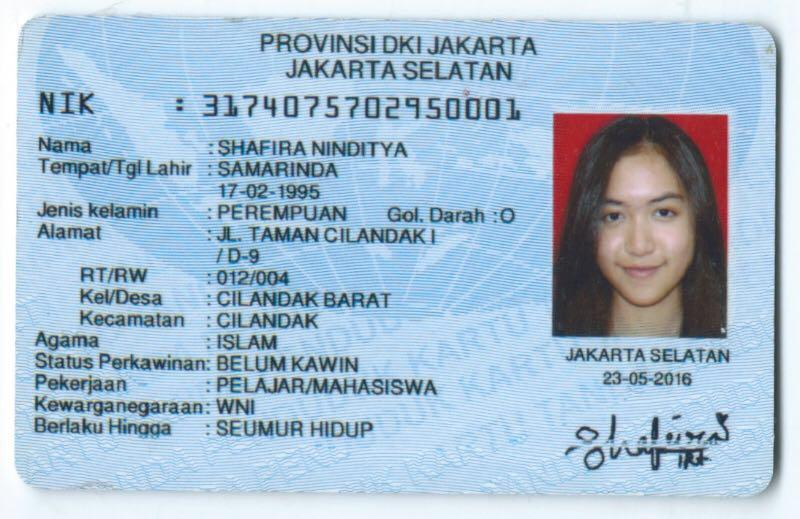 PROVINSI DKI JAKARTA
JAKARTA SELATAN
NIK : 3174075702950001
Nama : SHAFIRA NINDITYA
Tempat/Tgl Lahir : SAMARINDA
17-02-1995
Jenis kelamin : PEREMPUAN Gol. Darah : O
Alamat : JL. TAMAN CILANDAK I
/ D-9
RT/RW : 012/004
Kel/Desa : CILANDAK BARAT
Kecamatan : CILANDAK
Agama : ISLAM
Status Perkawinan: BELUM KAWIN
Pekerjaan : PELAJAR/MAHASISWA
Kewarganegaraan: WNI
Berlaku Hingga : SEUMUR HIDUP
JAKARTA SELATAN
23-05-2016